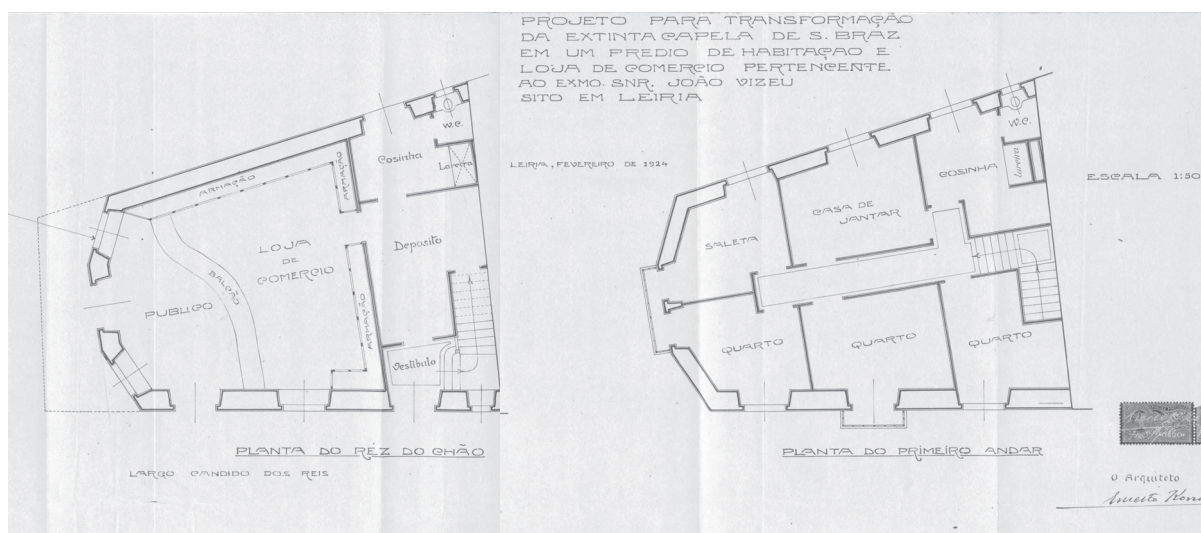 PROJETO PARA TRANSFORMAÇÃO
DA EXTINTA CAPELA DE S. BRAZ
EM UM PREDIO DE HABITAÇAO E
LOJA DE COMERCIO PERTENCENTE
AO EXMO. SNR. JOÃO VIZEU
SITO EM LEIRIA
LEIRIA, FEVEREIRO DE 1924
ESCALA 1:50
W.C.
Cosinha
ARMAÇÃO
ARMAÇÃO
LOJA
DE
COMERCIO
Deposito
BALCÃO
PUBLICO
ARMAÇÃO
Vestibulo
PLANTA DO RÉZ DO CHÃO
LARGO CANDIDO DOS REIS
W.C.
COSINHA
CASA DE
JANTAR
SALETA
QUARTO
QUARTO
QUARTO
PLANTA DO PRIMEIRO ANDAR
O Arquiteto